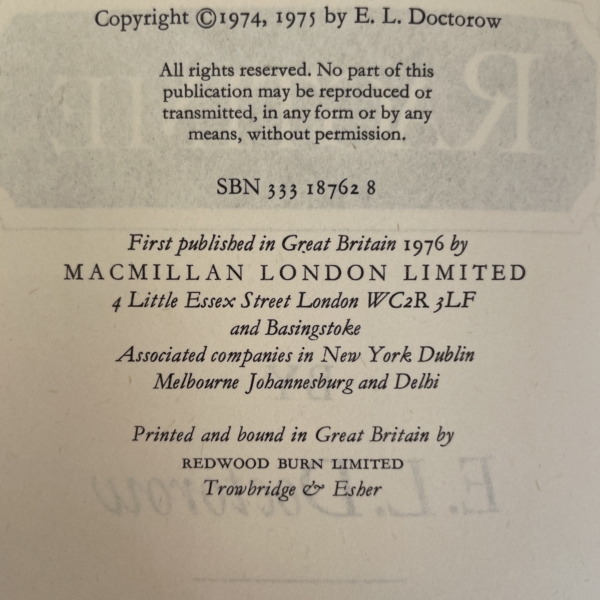 Copyright ©1974, 1975 by E. L. Doctorow
All rights reserved. No part of this
publication may be reproduced or
transmitted, in any form or by any
means, without permission.
SBN 333 18762 8
First published in Great Britain 1976 by
MACMILLAN LONDON LIMITED
4 Little Essex Street London WC2R 3LF
and Basingstoke
Associated companies in New York Dublin
Melbourne Johannesburg and Delhi
Printed and bound in Great Britain by
REDWOOD BURN LIMITED
Trowbridge & Esher
BY
E. L. Doctorow